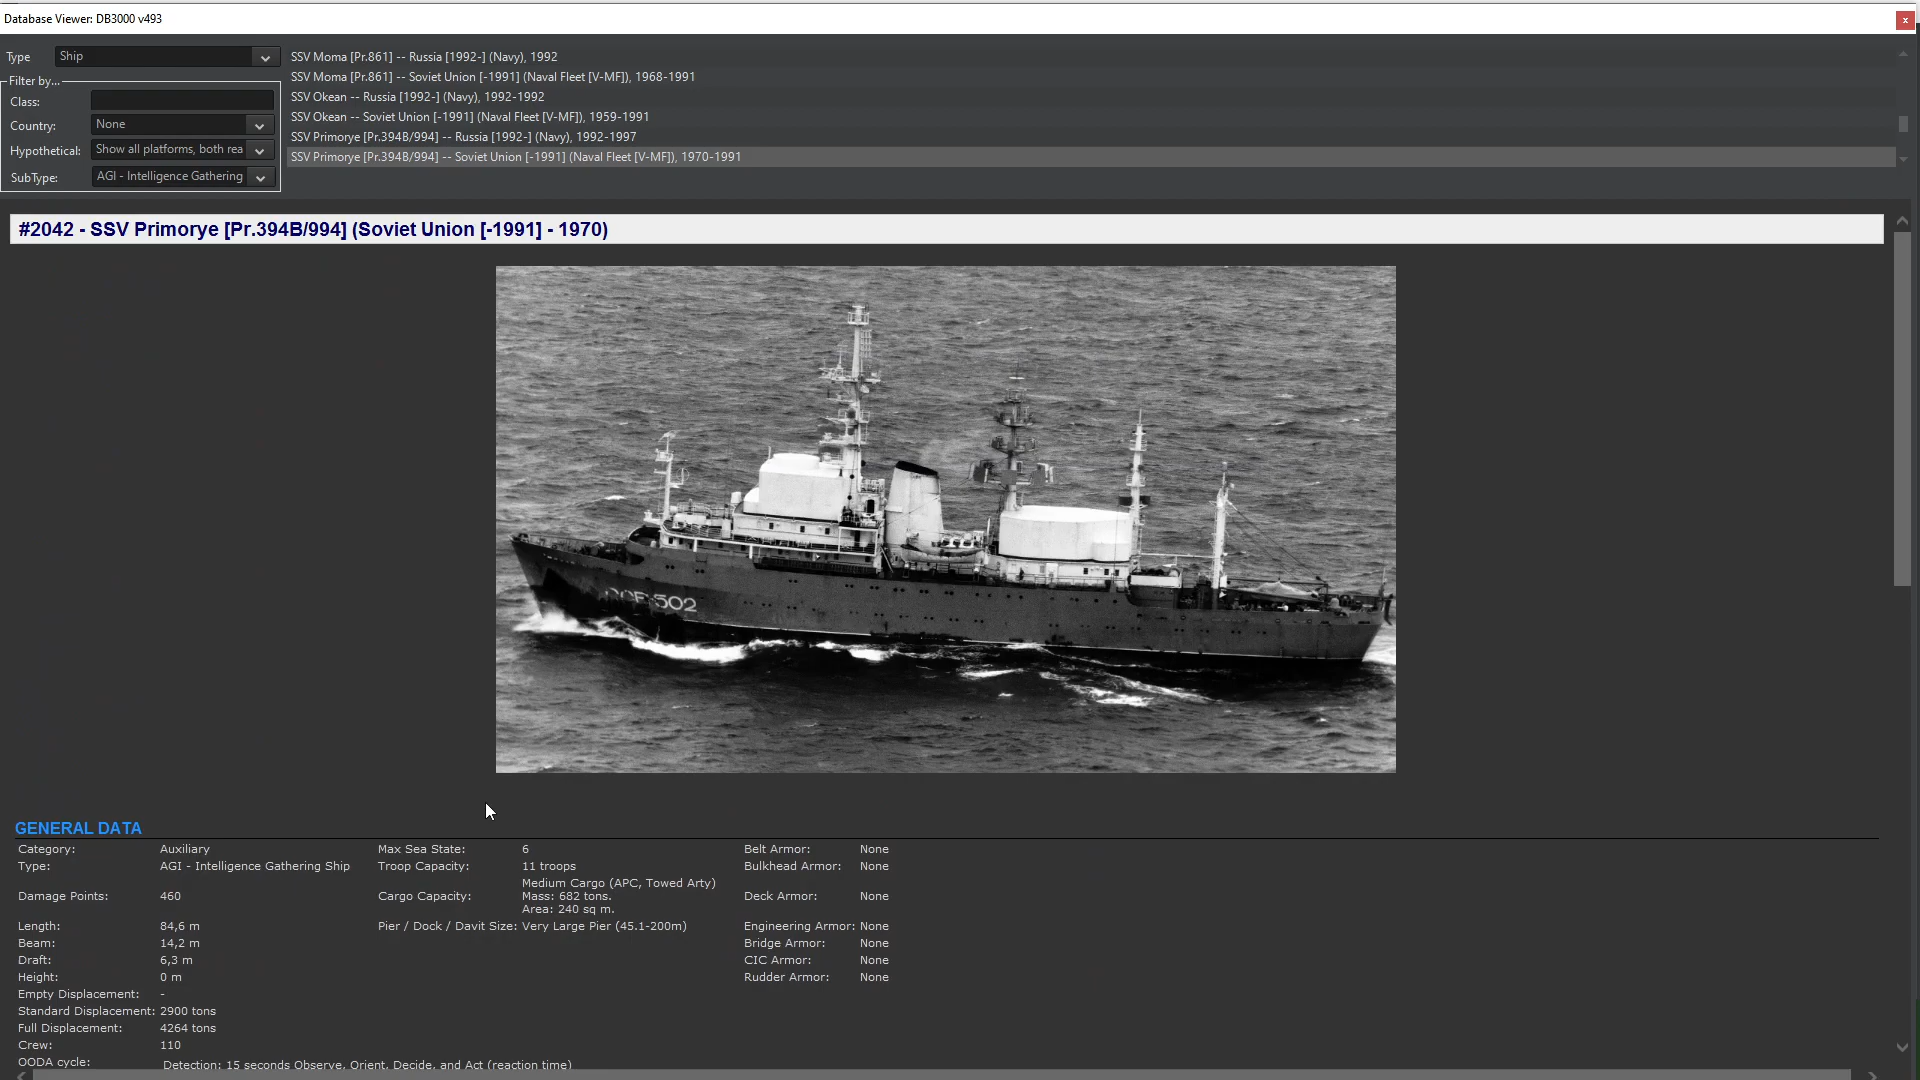 Database Viewer: DB3000 v493
x
Type
Ship
Filter by...
Class:
Country:
None
Hypothetical:
Show all platforms, both rea
SubType:
AGI - Intelligence Gathering
SSV Moma [Pr.861] -- Russia [1992-] (Navy), 1992
SSV Moma [Pr.861] -- Soviet Union [-1991] (Naval Fleet [V-MF]), 1968-1991
SSV Okean -- Russia [1992-] (Navy), 1992-1992
SSV Okean -- Soviet Union [-1991] (Naval Fleet [V-MF]), 1959-1991
SSV Primorye [Pr.394B/994] -- Russia [1992-] (Navy), 1992-1997
SSV Primorye [Pr.394B/994] -- Soviet Union [-1991] (Naval Fleet [V-MF]), 1970-1991
#2042 - SSV Primorye [Pr.394B/994] (Soviet Union [-1991] - 1970)
502
GENERAL DATA
Category: Auxiliary
Type: AGI - Intelligence Gathering Ship
Damage Points: 460
Length: 84,6 m
Beam: 14,2 m
Draft: 6,3 m
Height: 0 m
Empty Displacement: -
Standard Displacement: 2900 tons
Full Displacement: 4264 tons
Crew: 110
OODA cycle: Detection: 15 seconds Observe, Orient, Decide, and Act (reaction time)
Max Sea State: 6
Troop Capacity: 11 troops
Cargo Capacity: Medium Cargo (APC, Towed Arty)
Mass: 682 tons.
Area: 240 sq m.
Pier / Dock / Davit Size: Very Large Pier (45.1-200m)
Belt Armor: None
Bulkhead Armor: None
Deck Armor: None
Engineering Armor: None
Bridge Armor: None
CIC Armor: None
Rudder Armor: None